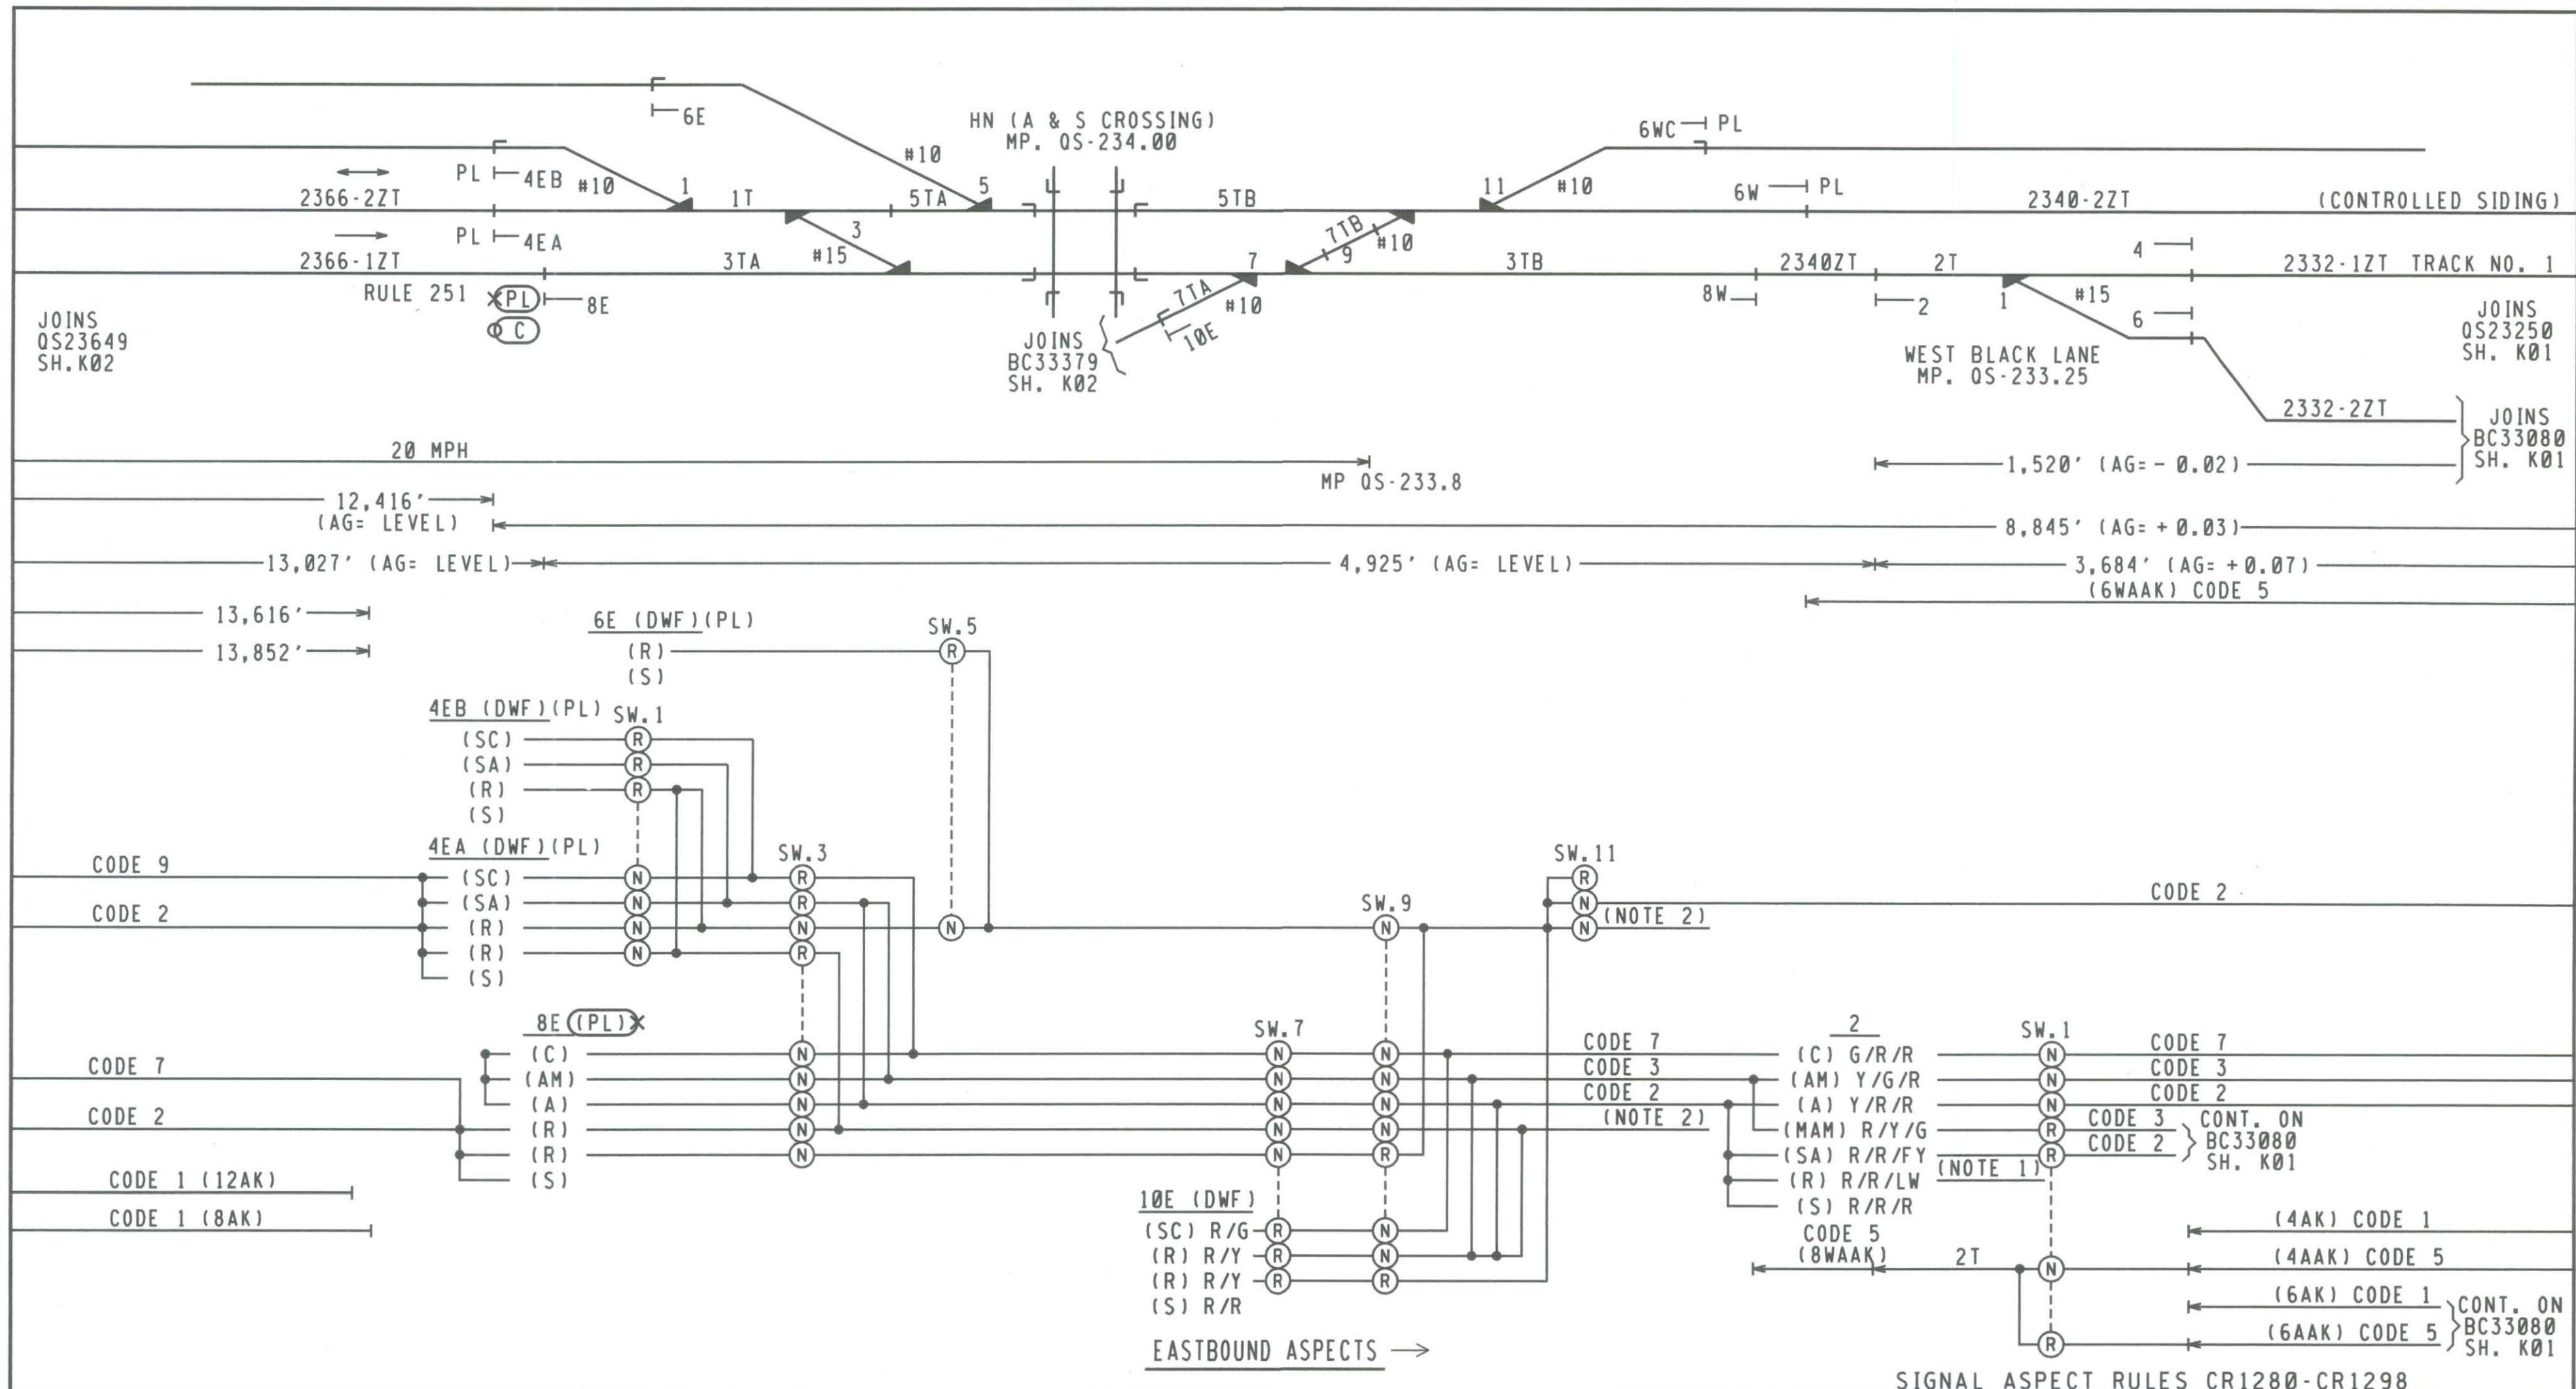 6E
HN (A & S CROSSING)
MP. QS-234.00
6WC PL
#10
PL 4EB #10
1
1T
5TA
5
5TB
11
#10
6W PL
2366-2ZT
2340-2ZT
(CONTROLLED SIDING)
PL 4EA
3
#15
7TB
#10
9
4
2366-1ZT
3TA
7
3TB
2340ZT
2T
2332-1ZT TRACK NO. 1
RULE 251
PL
8E
C
7TA
#10
10E
8W
2
1
#15
6
JOINS
QS23649
SH.K02
JOINS
BC33379
SH. K02
WEST BLACK LANE
MP. QS-233.25
JOINS
QS23250
SH. K01
2332-2ZT
JOINS
BC33080
SH. K01
20 MPH
MP QS-233.8
1,520' (AG= - 0.02)
12,416'
(AG= LEVEL)
8,845' (AG= +0.03)
13,027' (AG= LEVEL)
4,925' (AG= LEVEL)
3,684' (AG= +0.07)
(6WAAK) CODE 5
13,616'
13,852'
6E (DWF)(PL)
(R)
(S)
SW.5
R
4EB (DWF)(PL)
SW.1
(SC) R
(SA) R
(R) R
(S)
4EA (DWF)(PL)
SW.3
SW.11
CODE 9
(SC) N R R
(SA) N R
SW.9
N
CODE 2
CODE 2
(R) N N N N N
(NOTE 2)
(R) N R
(S)
8E (PL)
SW.7
2
SW.1
(C) N N N
CODE 7
(C) G/R/R N
CODE 7
CODE 7
(AM) N N N
CODE 3
(AM) Y/G/R N
CODE 3
(A) N N N
CODE 2
(A) Y/R/R N
CODE 2
CODE 2
(R) N N N
(NOTE 2)
(MAM) R/Y/G R
CODE 3
(R) N N R
(SA) R/R/FY R
CODE 2
CONT. ON
BC33080
SH. K01
(S)
(R) R/R/LW
(NOTE 1)
(S) R/R/R
CODE 1 (12AK)
CODE 1 (8AK)
10E (DWF)
(SC) R/G R N
(R) R/Y R N
(R) R/Y R R
(S) R/R
CODE 5
(8WAAK)
2T
N
R
(4AK) CODE 1
(4AAK) CODE 5
(6AK) CODE 1
(6AAK) CODE 5
CONT. ON
BC33080
SH. K01
EASTBOUND ASPECTS
SIGNAL ASPECT RULES CR1280-CR1298